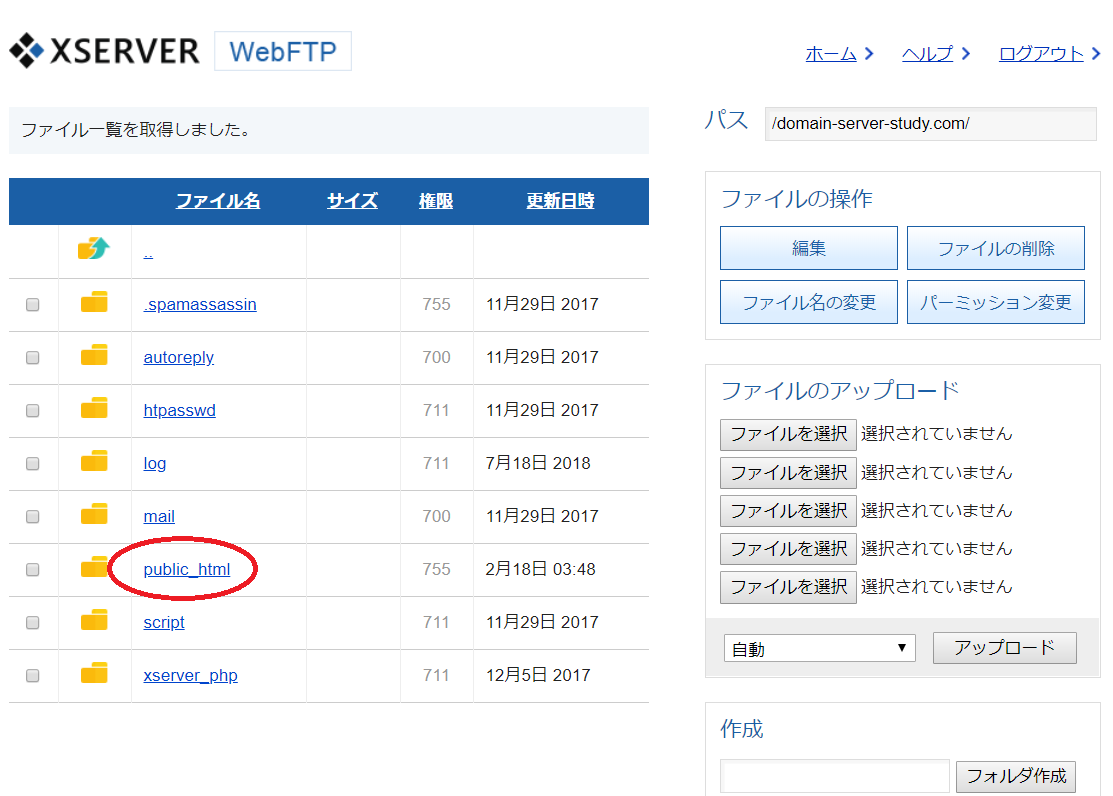 XSERVER WebFTP
ホーム ヘルプ ログアウト
ファイル一覧を取得しました。
パス /domain-server-study.com/
ファイル名 サイズ 権限 更新日時
..
.spamassassin 755 11月29日 2017
autoreply 700 11月29日 2017
htpasswd 711 11月29日 2017
log 711 7月18日 2018
mail 700 11月29日 2017
public_html 755 2月18日 03:48
script 711 11月29日 2017
xserver_php 711 12月5日 2017
ファイルの操作
編集 ファイルの削除
ファイル名の変更 パーミッション変更
ファイルのアップロード
ファイルを選択 選択されていません
ファイルを選択 選択されていません
ファイルを選択 選択されていません
ファイルを選択 選択されていません
ファイルを選択 選択されていません
自動 アップロード
作成
フォルダ作成